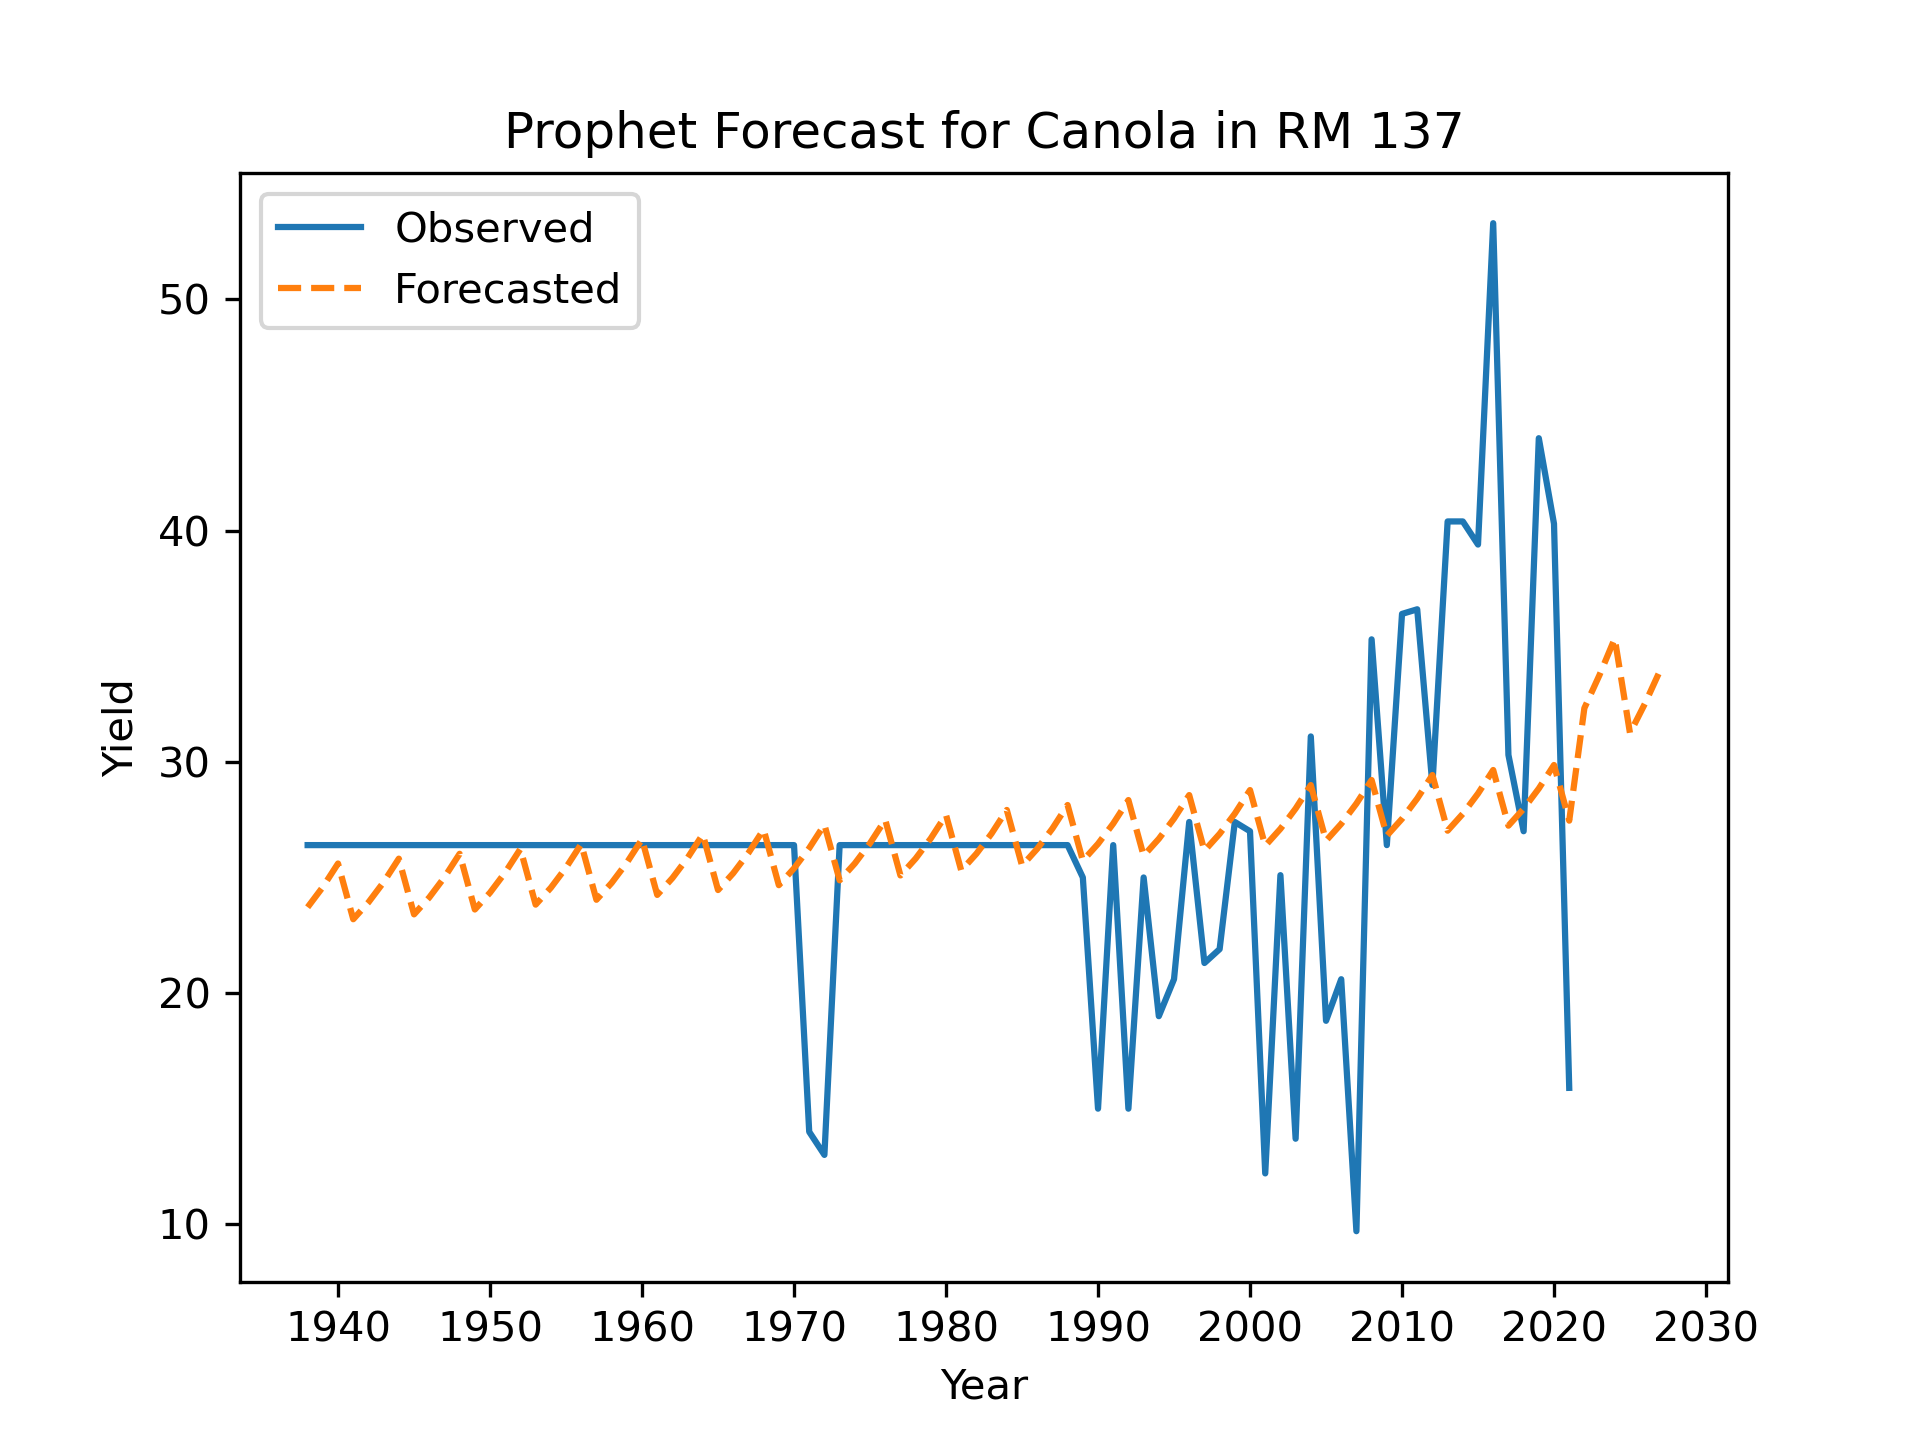 Prophet Forecast for Canola in RM 137
Observed
Forecasted
50
40
30
20
10
Yield
1940 1950 1960 1970 1980 1990 2000 2010 2020 2030
Year